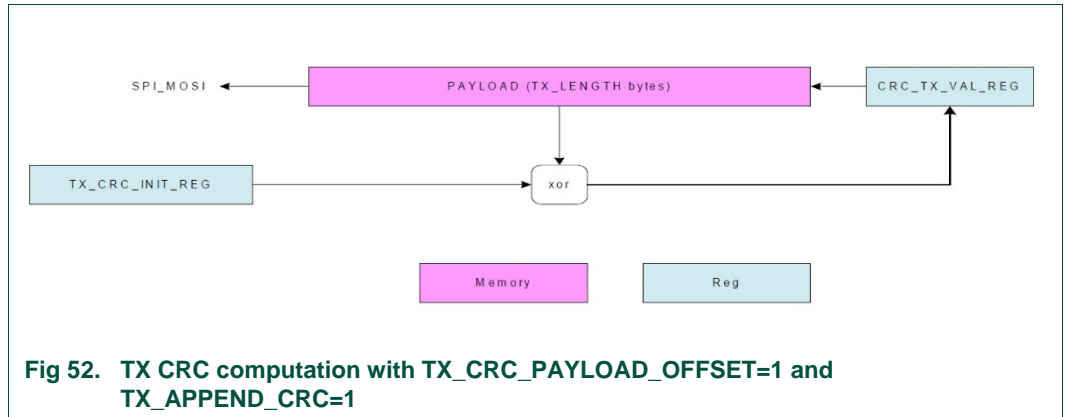 SPI_MOSI
PAYLOAD (TX_LENGTH bytes)
CRC_TX_VAL_REG
TX_CRC_INIT_REG
xor
Memory
Reg
Fig 52. TX CRC computation with TX_CRC_PAYLOAD_OFFSET=1 and
TX_APPEND_CRC=1